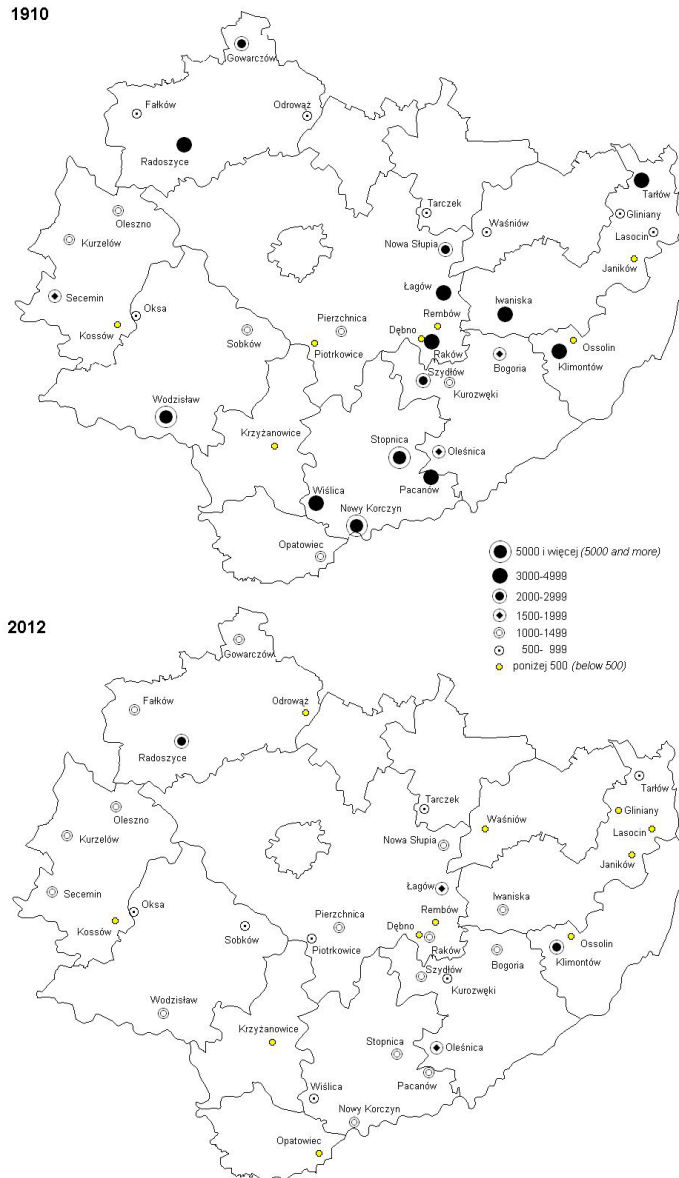 1910
Gowarczów
Fałków
Odrowąż
Radoszyce
Tarłów
Tarczek
Gliniany
Oleszno
Waśniów
Lasocin
Kurzelów
Nowa Słupia
Janików
Łagów
Secemin
Oksa
Iwaniska
Pierzchnica
Rembów
Kossów
Sobków
Dębno
Ossolin
Piotrkowice
Raków
Bogoria
Klimontów
Szydłów
Kurozwęki
Wodzisław
Krzyżanowice
Stopnica
Oleśnica
Wiślica
Pacanów
Nowy Korczyn
Opatowiec
5000 i więcej (5000 and more)
3000-4999
2000-2999
1500-1999
1000-1499
500- 999
poniżej 500 (below 500)
2012
Gowarczów
Fałków
Odrowąż
Radoszyce
Tarłów
Tarczek
Gliniany
Oleszno
Waśniów
Lasocin
Kurzelów
Nowa Słupia
Janików
Łagów
Secemin
Iwaniska
Oksa
Pierzchnica
Rembów
Kossów
Sobków
Dębno
Ossolin
Piotrkowice
Raków
Bogoria
Klimontów
Szydłów
Kurozwęki
Wodzisław
Krzyżanowice
Stopnica
Oleśnica
Pacanów
Wiślica
Nowy Korczyn
Opatowiec